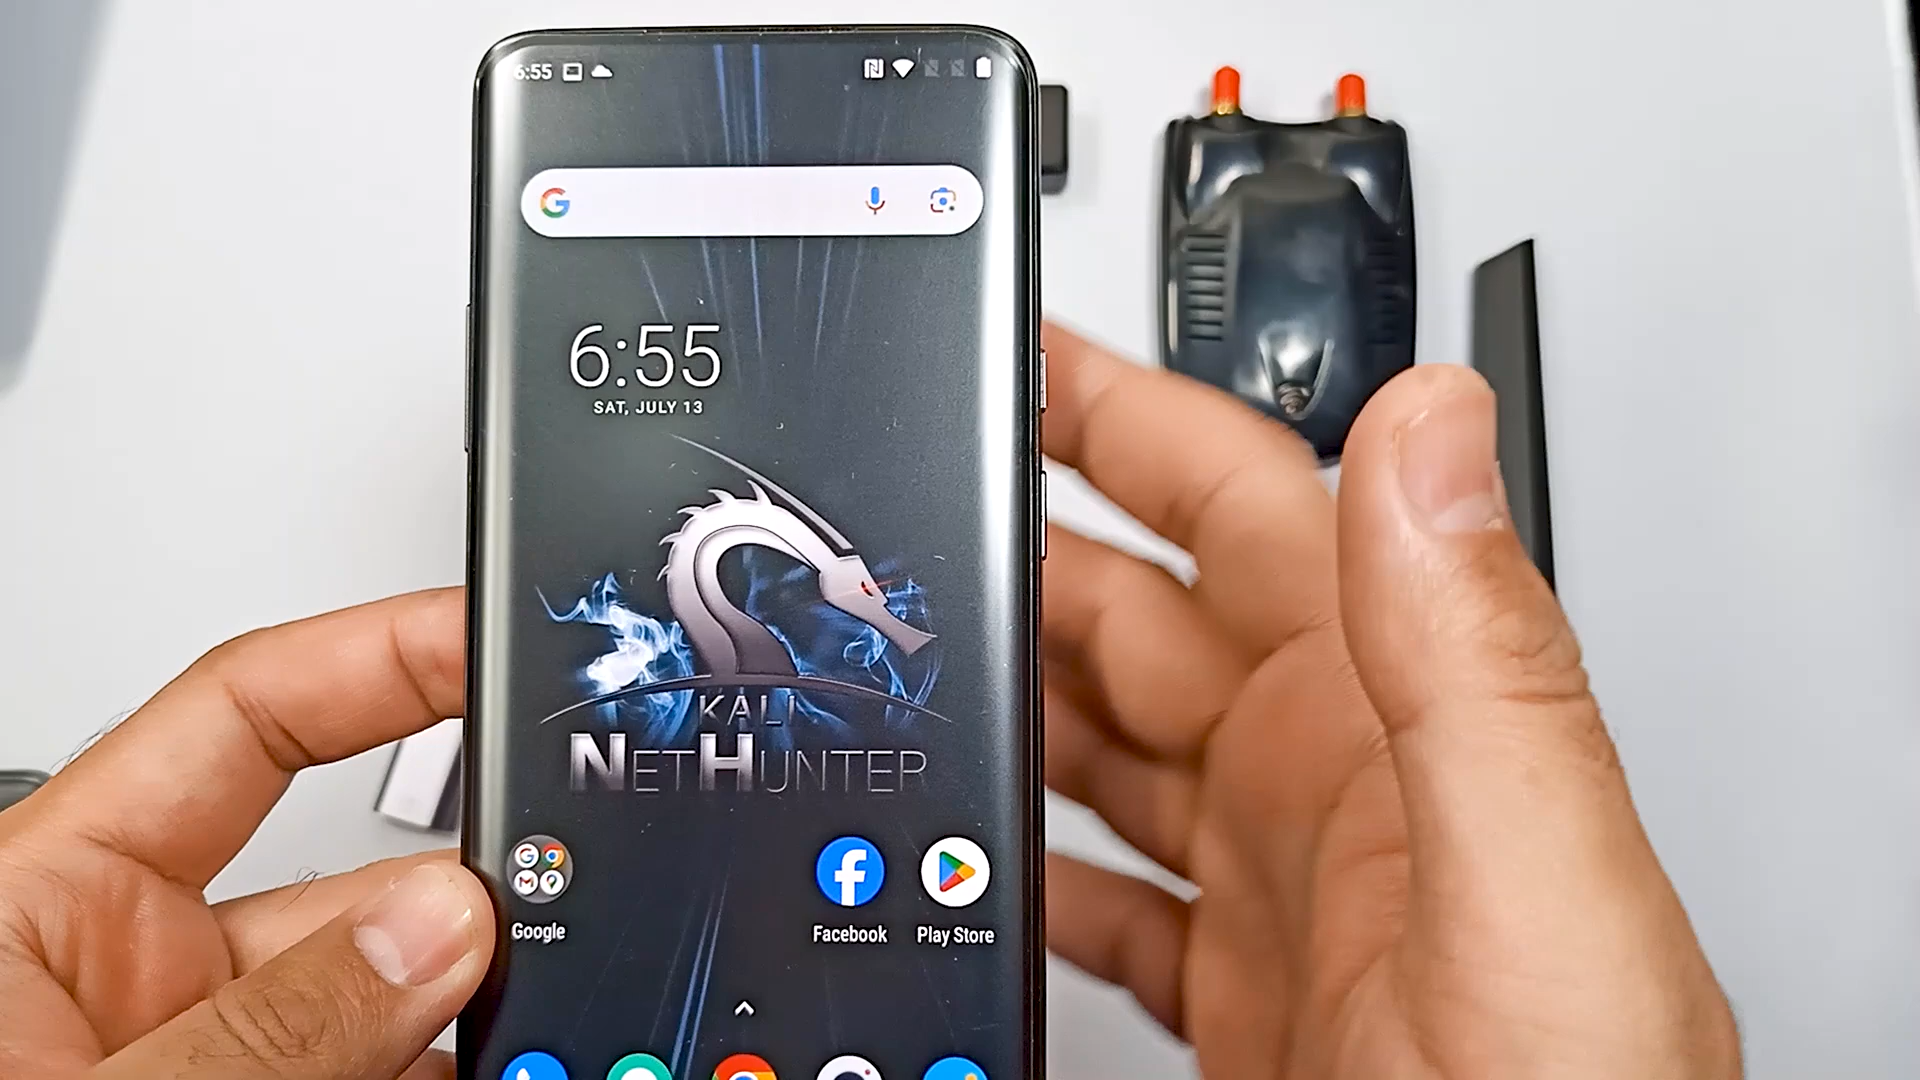 6:55
6:55
SAT, JULY 13
KALI
NETHUNTER
Google
Facebook
Play Store